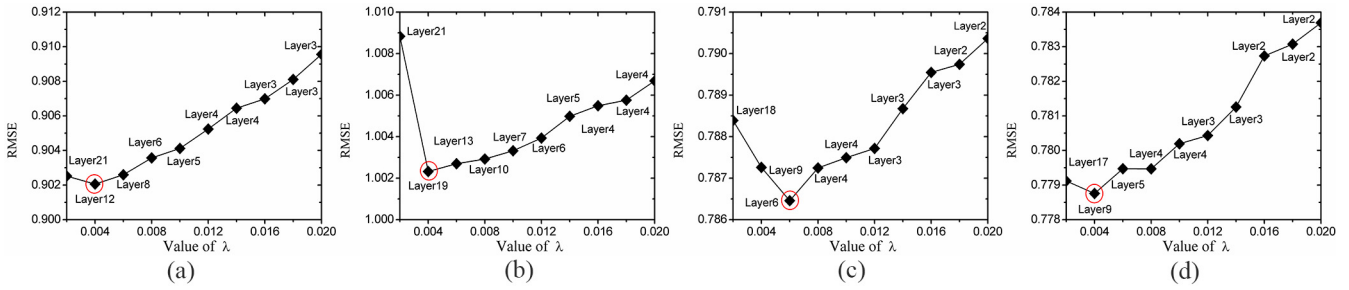 0.912
0.910
0.908
0.906
0.904
0.902
0.900
RMSE
Layer21
Layer12
Layer8
Layer6
Layer5
Layer4
Layer4
Layer3
Layer3
Layer3
0.004 0.008 0.012 0.016 0.020
Value of λ
(a)
1.010
1.008
1.006
1.004
1.002
1.000
RMSE
Layer21
Layer19
Layer13
Layer10
Layer7
Layer6
Layer5
Layer4
Layer4
Layer4
0.004 0.008 0.012 0.016 0.020
Value of λ
(b)
0.791
0.790
0.789
0.788
0.787
0.786
RMSE
Layer18
Layer9
Layer6
Layer4
Layer4
Layer3
Layer3
Layer3
Layer2
Layer2
0.004 0.008 0.012 0.016 0.020
Value of λ
(c)
0.784
0.783
0.782
0.781
0.780
0.779
0.778
RMSE
Layer17
Layer9
Layer5
Layer4
Layer4
Layer3
Layer3
Layer2
Layer2
Layer2
0.004 0.008 0.012 0.016 0.020
Value of λ
(d)